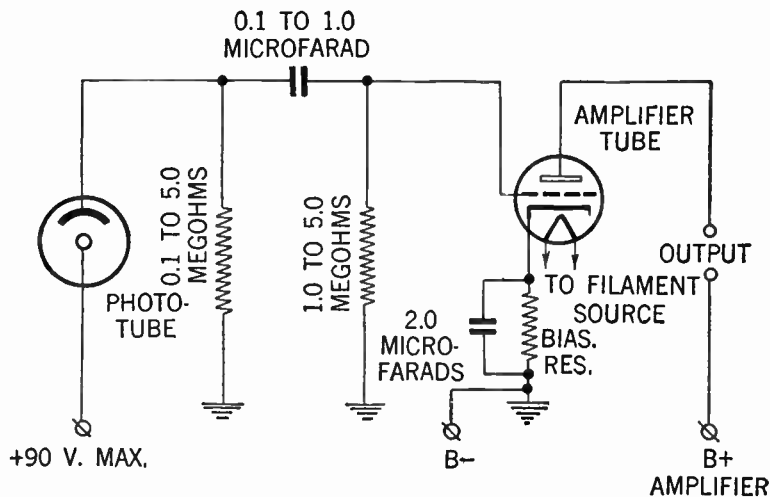 0.1 TO 1.0
MICROFARAD
AMPLIFIER
TUBE
0.1 TO 5.0
MEGOHMS
1.0 TO 5.0
MEGOHMS
PHOTO-
TUBE
OUTPUT
TO FILAMENT
SOURCE
2.0
MICRO-
FARADS
BIAS.
RES.
+90 V. MAX.
B-
B+
AMPLIFIER